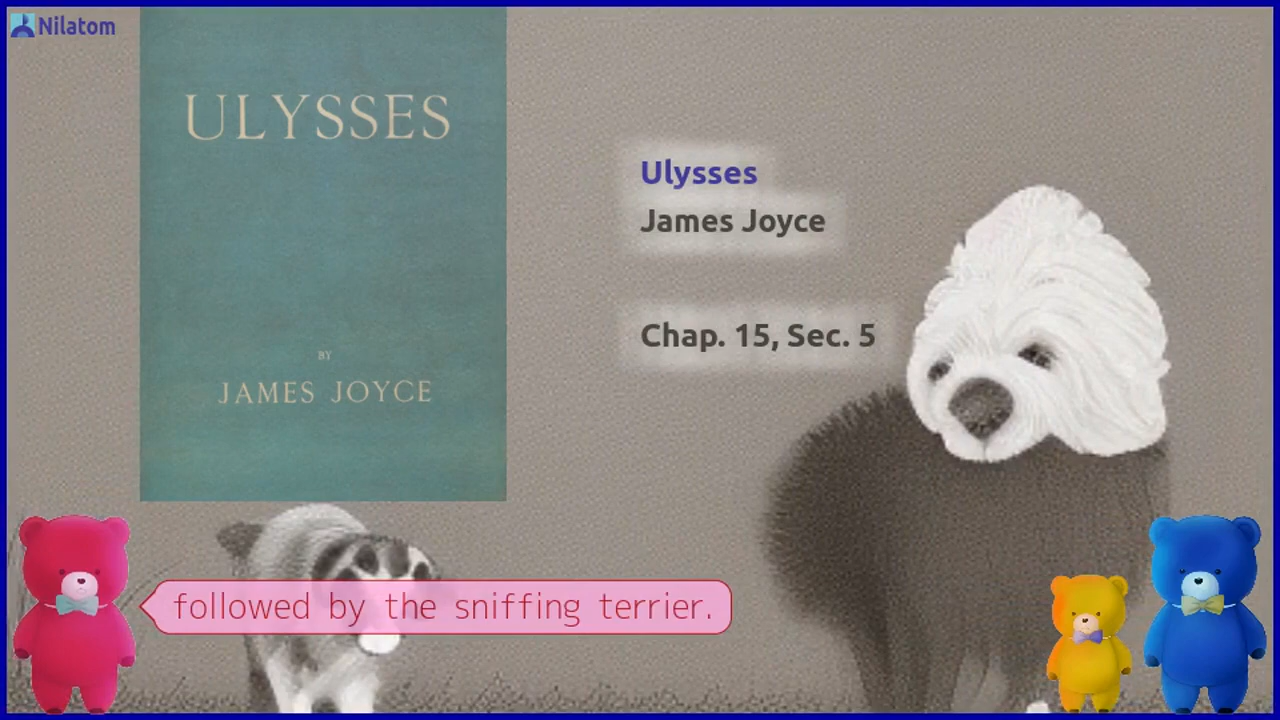 Nilatom
ULYSSES
BY
JAMES JOYCE
Ulysses
James Joyce
Chap. 15, Sec. 5
followed by the sniffing terrier.